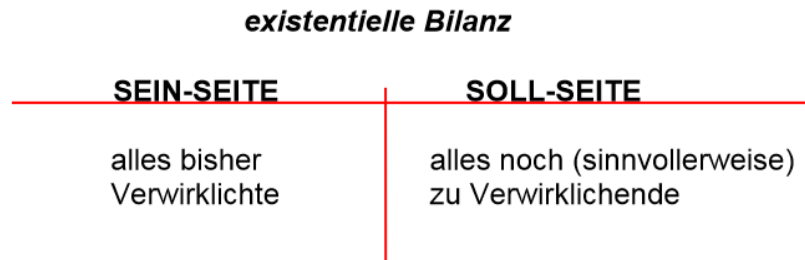 existentielle Bilanz
SEIN-SEITE SOLL-SEITE
alles bisher alles noch (sinnvollerweise)
Verwirklichte zu Verwirklichende